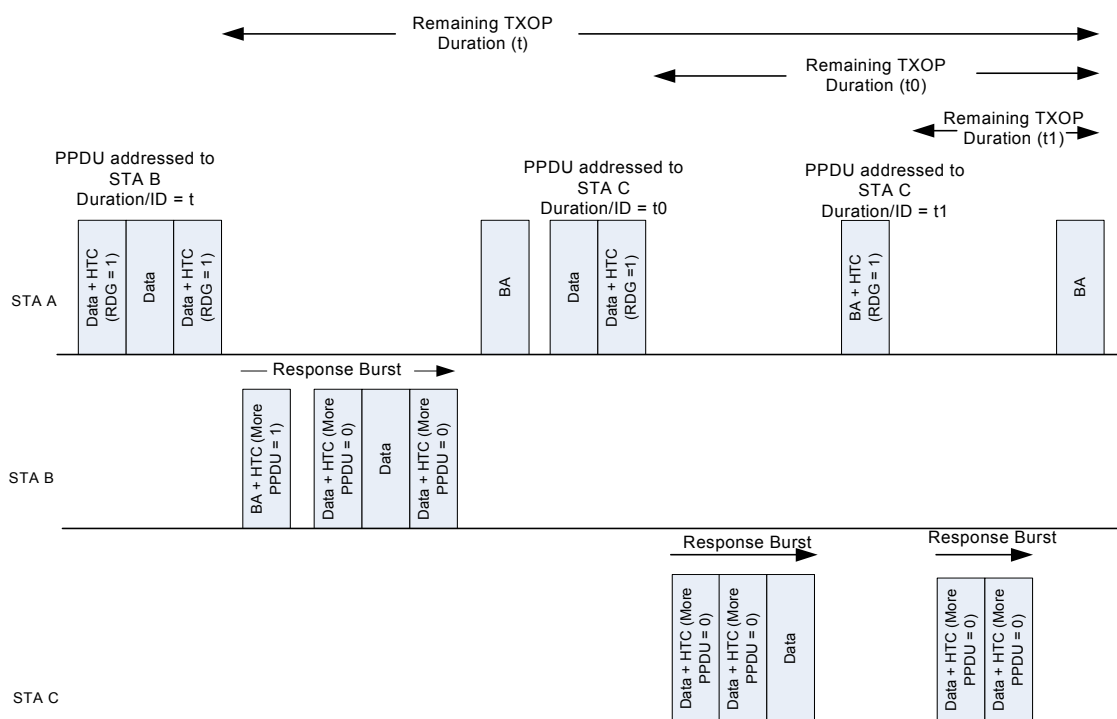 Remaining TXOP
Duration (t)
Remaining TXOP
Duration (t0)
Remaining TXOP
Duration (t1)
PPDU addressed to
STA B
Duration/ID = t
PPDU addressed to
STA C
Duration/ID = t0
PPDU addressed to
STA C
Duration/ID = t1
STA A
Data + HTC
(RDG = 1)
Data
Data + HTC
(RDG = 1)
BA
Data
Data + HTC
(RDG =1)
BA + HTC
(RDG = 1)
BA
Response Burst
STA B
BA + HTC (More
PPDU = 1)
Data + HTC (More
PPDU = 0)
Data
Data + HTC (More
PPDU = 0)
Response Burst
Response Burst
STA C
Data + HTC (More
PPDU = 0)
Data + HTC (More
PPDU = 0)
Data
Data + HTC (More
PPDU = 0)
Data + HTC (More
PPDU = 0)